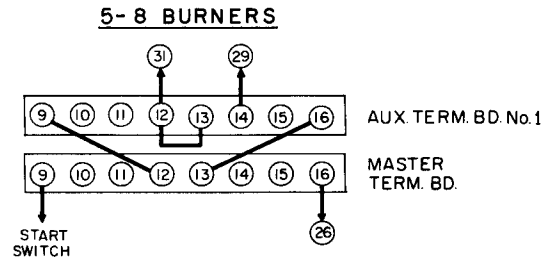 5-8 BURNERS
31 29
9 10 11 12 13 14 15 16 AUX. TERM. BD. No. 1
9 10 11 12 13 14 15 16 MASTER
TERM. BD.
START
SWITCH
26